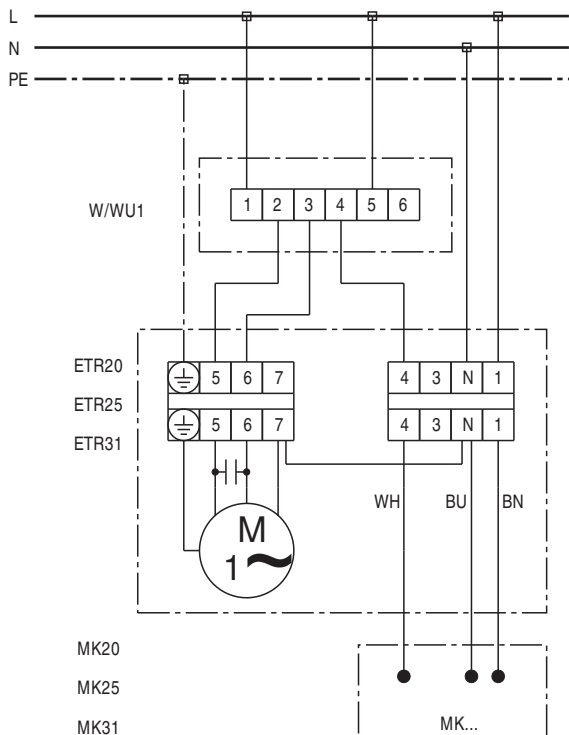 L
N
PE
W/WU1
1 2 3 4 5 6
ETR20
ETR25
ETR31
5 6 7
4 3 N 1
5 6 7
4 3 N 1
WH BU BN
M
1~
MK20
MK25
MK31
MK...